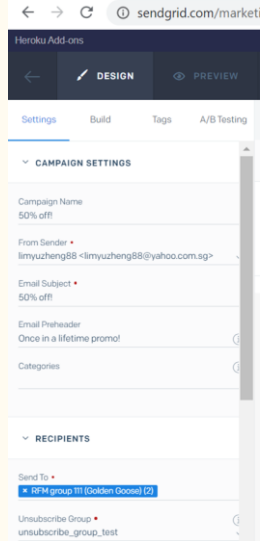 sendgrid.com/marketi
Heroku Add-ons
DESIGN
PREVIEW
Settings Build Tags A/B Testing
CAMPAIGN SETTINGS
Campaign Name
50% off!
From Sender •
limyuzheng88 <limyuzheng88@yahoo.com.sg>
Email Subject •
50% off!
Email Preheader
Once in a lifetime promo!
Categories
RECIPIENTS
Send To •
× RFM group 111 (Golden Goose) (2)
Unsubscribe Group •
unsubscribe_group_test